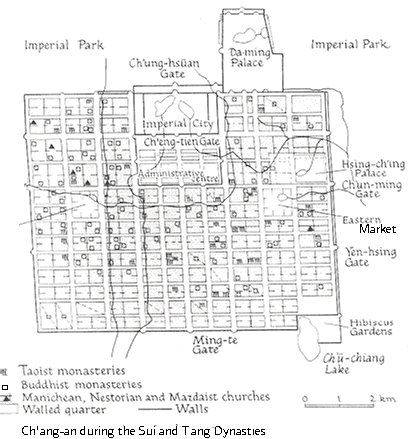 Imperial Park
Da-ming
Palace
Imperial Park
Ch'ung-hsüan
Gate
Imperial City
Ch'eng-tien Gate
Administrative
centre
Hsing-ch'ing
Palace
Ch'un-ming
Gate
Eastern
Market
Yen-hsing
Gate
Hibiscus
Gardens
Ming-te
Gate
Ch'ü-chiang
Lake
Taoist monasteries
Buddhist monasteries
Manichean, Nestorian and Mazdaist churches
Walled quarter
Walls
0 1 2 km
Ch'ang-an during the Sui and Tang Dynasties